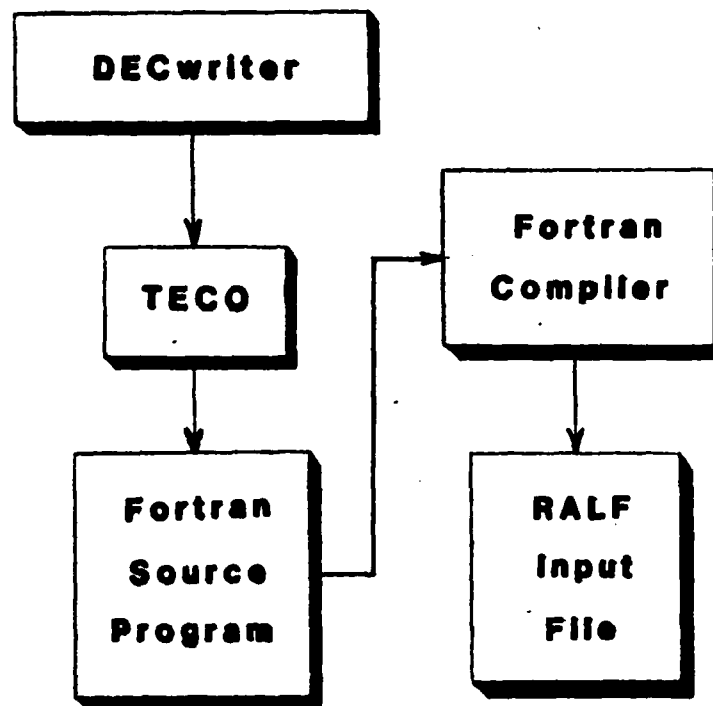 DECwriter
TECO
Fortran
Source
Program
Fortran
Compiler
RALF
Input
File